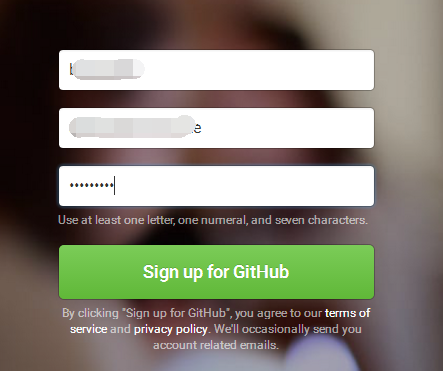 Use at least one letter, one numeral, and seven characters.
Sign up for GitHub
By clicking "Sign up for GitHub", you agree to our terms of
service and privacy policy. We'll occasionally send you
account related emails.